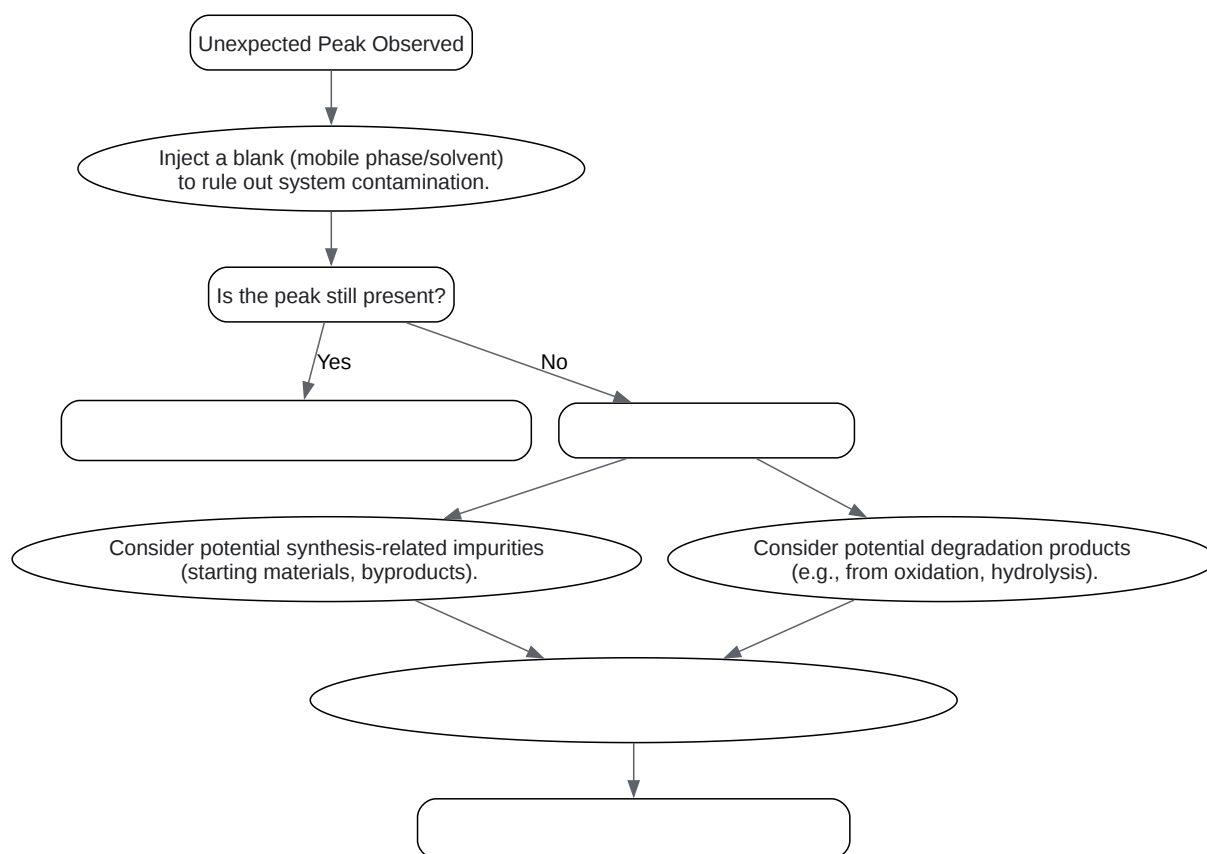 Unexpected Peak Observed
Inject a blank (mobile phase/solvent)
to rule out system contamination.
Is the peak still present?
Yes
No
Consider potential synthesis-related impurities
(starting materials, byproducts).
Consider potential degradation products
(e.g., from oxidation, hydrolysis).